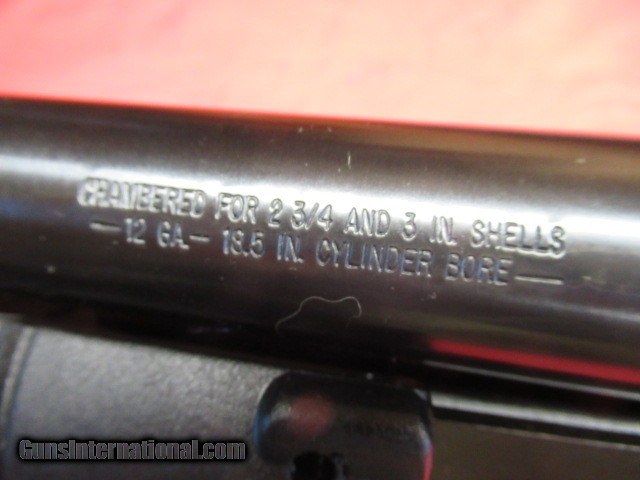 CHAMBERED FOR 2 3/4 AND 3 IN. SHELLS
—12 GA.— 18.5 IN. CYLINDER BORE—
GunsInternational.com